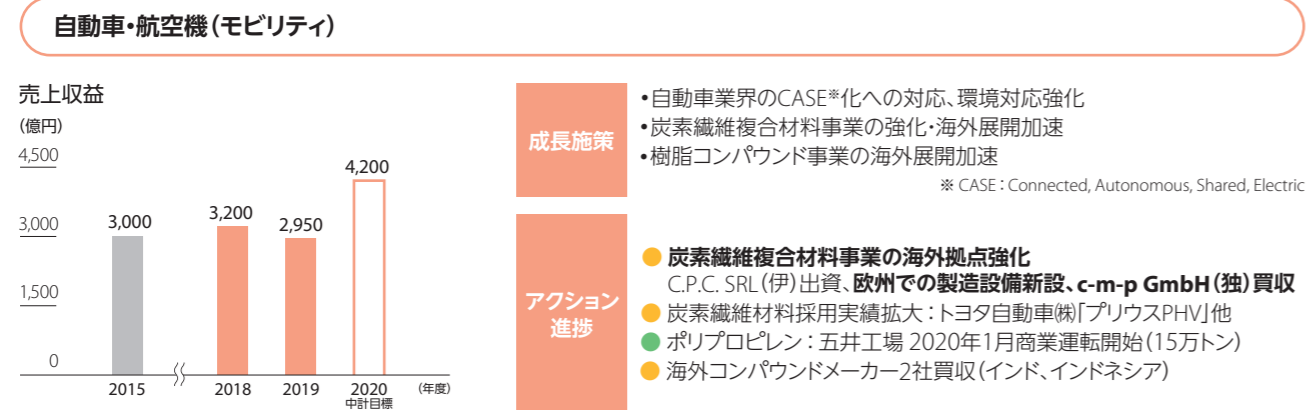 自動車・航空機（モビリティ）
売上収益
（億円）
4,500
3,000
1,500
0
3,000
3,200
2,950
4,200
2015
2018
2019
2020
中計目標
（年度）
成長施策
•自動車業界のCASE※化への対応、環境対応強化
•炭素繊維複合材料事業の強化・海外展開加速
•樹脂コンパウンド事業の海外展開加速
※ CASE：Connected, Autonomous, Shared, Electric
アクション
進捗
● 炭素繊維複合材料事業の海外拠点強化
C.P.C. SRL（伊）出資、欧州での製造設備新設、c-m-p GmbH（独）買収
● 炭素繊維材料採用実績拡大：トヨタ自動車㈱「プリウスPHV」他
● ポリプロピレン：五井工場 2020年1月商業運転開始（15万トン）
● 海外コンパウンドメーカー2社買収（インド、インドネシア）